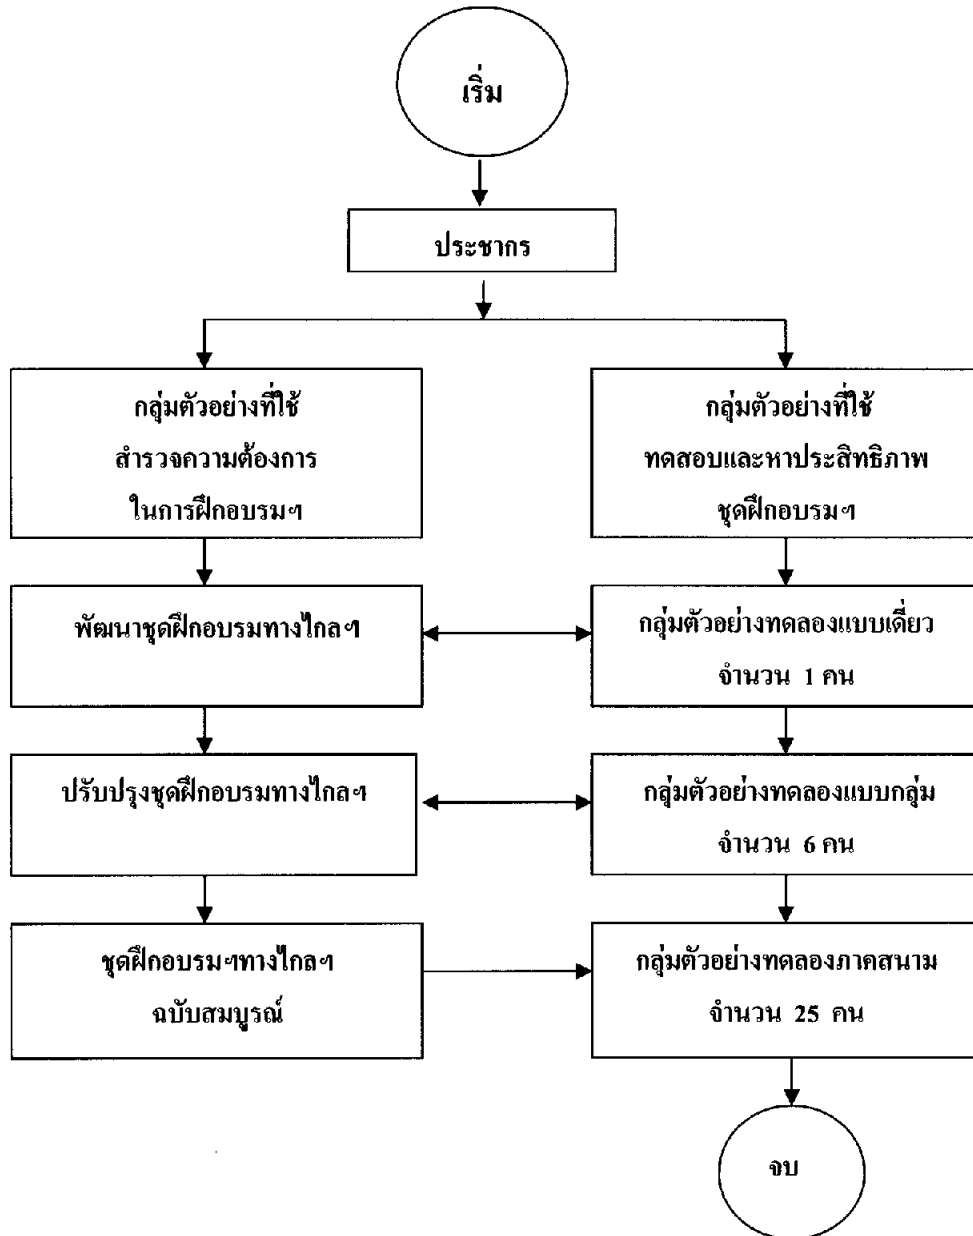 เริ่ม
ประชากร
กลุ่มตัวอย่างที่ใช้
สำรวจความต้องการ
ในการฝึกอบรมฯ
กลุ่มตัวอย่างที่ใช้
ทดสอบและหาประสิทธิภาพ
ชุดฝึกอบรมฯ
พัฒนาชุดฝึกอบรมทางไกลฯ
กลุ่มตัวอย่างทดลองแบบเดี่ยว
จำนวน 1 คน
ปรับปรุงชุดฝึกอบรมทางไกลฯ
กลุ่มตัวอย่างทดลองแบบกลุ่ม
จำนวน 6 คน
ชุดฝึกอบรมฯทางไกลฯ
ฉบับสมบูรณ์
กลุ่มตัวอย่างทดลองภาคสนาม
จำนวน 25 คน
จบ